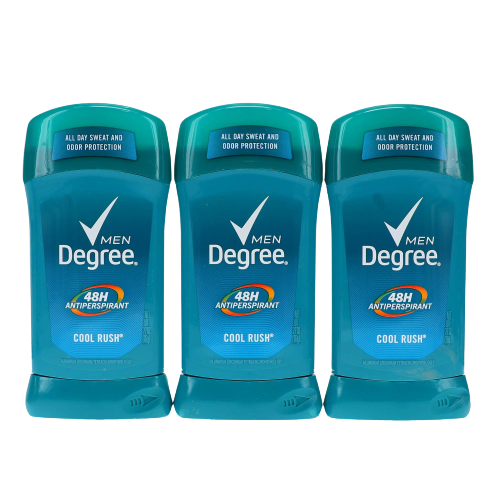 ALL DAY SWEAT AND
ODOR PROTECTION
MEN
Degree®
48H
ANTIPERSPIRANT
COOL RUSH®
ALL DAY SWEAT AND
ODOR PROTECTION
MEN
Degree®
48H
ANTIPERSPIRANT
COOL RUSH®
ALL DAY SWEAT AND
ODOR PROTECTION
MEN
Degree®
48H
ANTIPERSPIRANT
COOL RUSH®